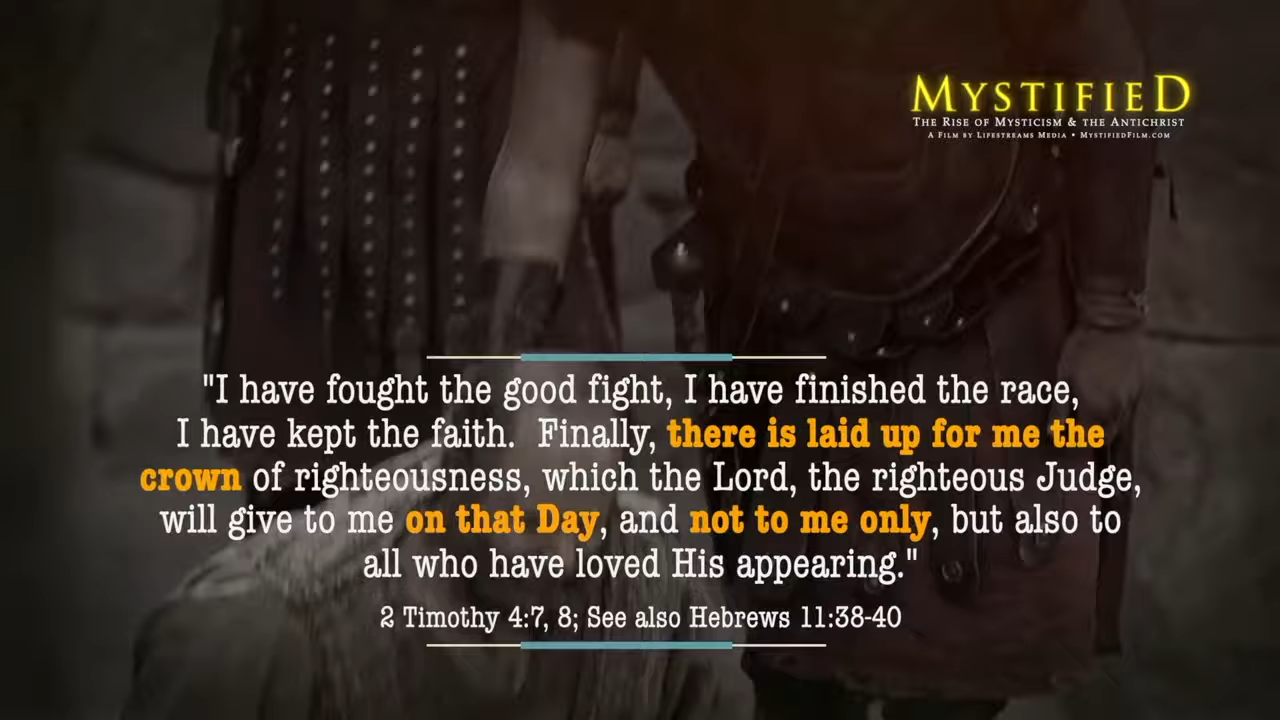 MYSTIFIED
THE RISE OF MYSTICISM & THE ANTICHRIST
A FILM BY LIFESTREAMS MEDIA • MYSTIFIEDFILM.COM
"I have fought the good fight, I have finished the race,
I have kept the faith.  Finally, there is laid up for me the
crown of righteousness, which the Lord, the righteous Judge,
will give to me on that Day, and not to me only, but also to
all who have loved His appearing."
2 Timothy 4:7, 8; See also Hebrews 11:38-40